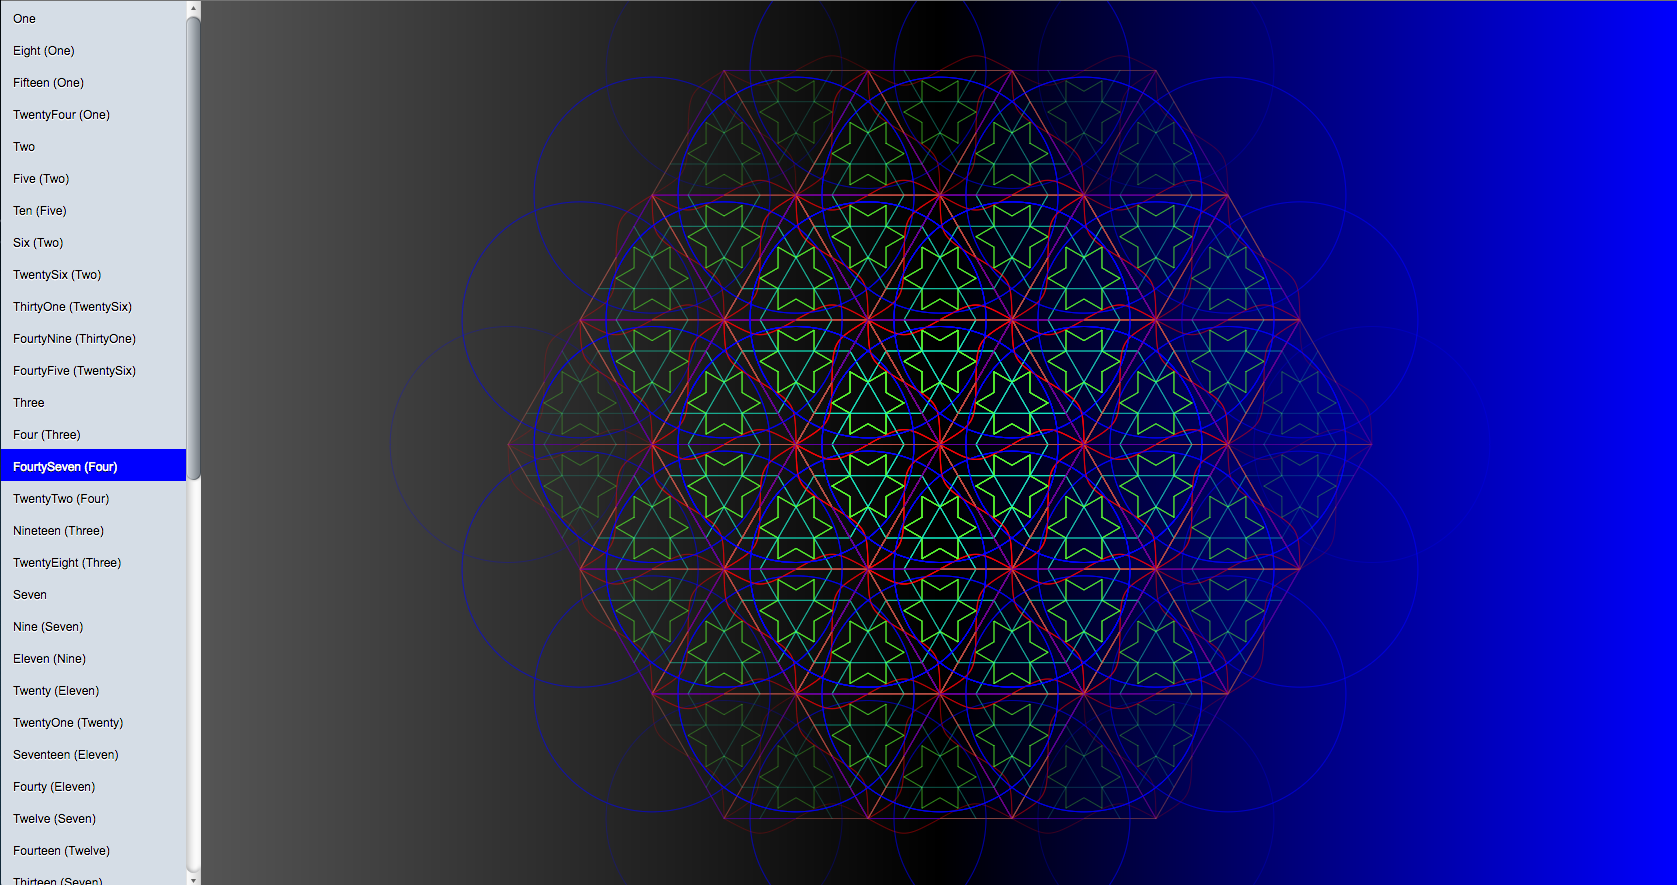 One
Eight (One)
Fifteen (One)
TwentyFour (One)
Two
Five (Two)
Ten (Five)
Six (Two)
TwentySix (Two)
ThirtyOne (TwentySix)
FourtyNine (ThirtyOne)
FourtyFive (TwentySix)
Three
Four (Three)
FourtySeven (Four)
TwentyTwo (Four)
Nineteen (Three)
TwentyEight (Three)
Seven
Nine (Seven)
Eleven (Nine)
Twenty (Eleven)
TwentyOne (Twenty)
Seventeen (Eleven)
Fourty (Eleven)
Twelve (Seven)
Fourteen (Twelve)
Thirteen (Seven)